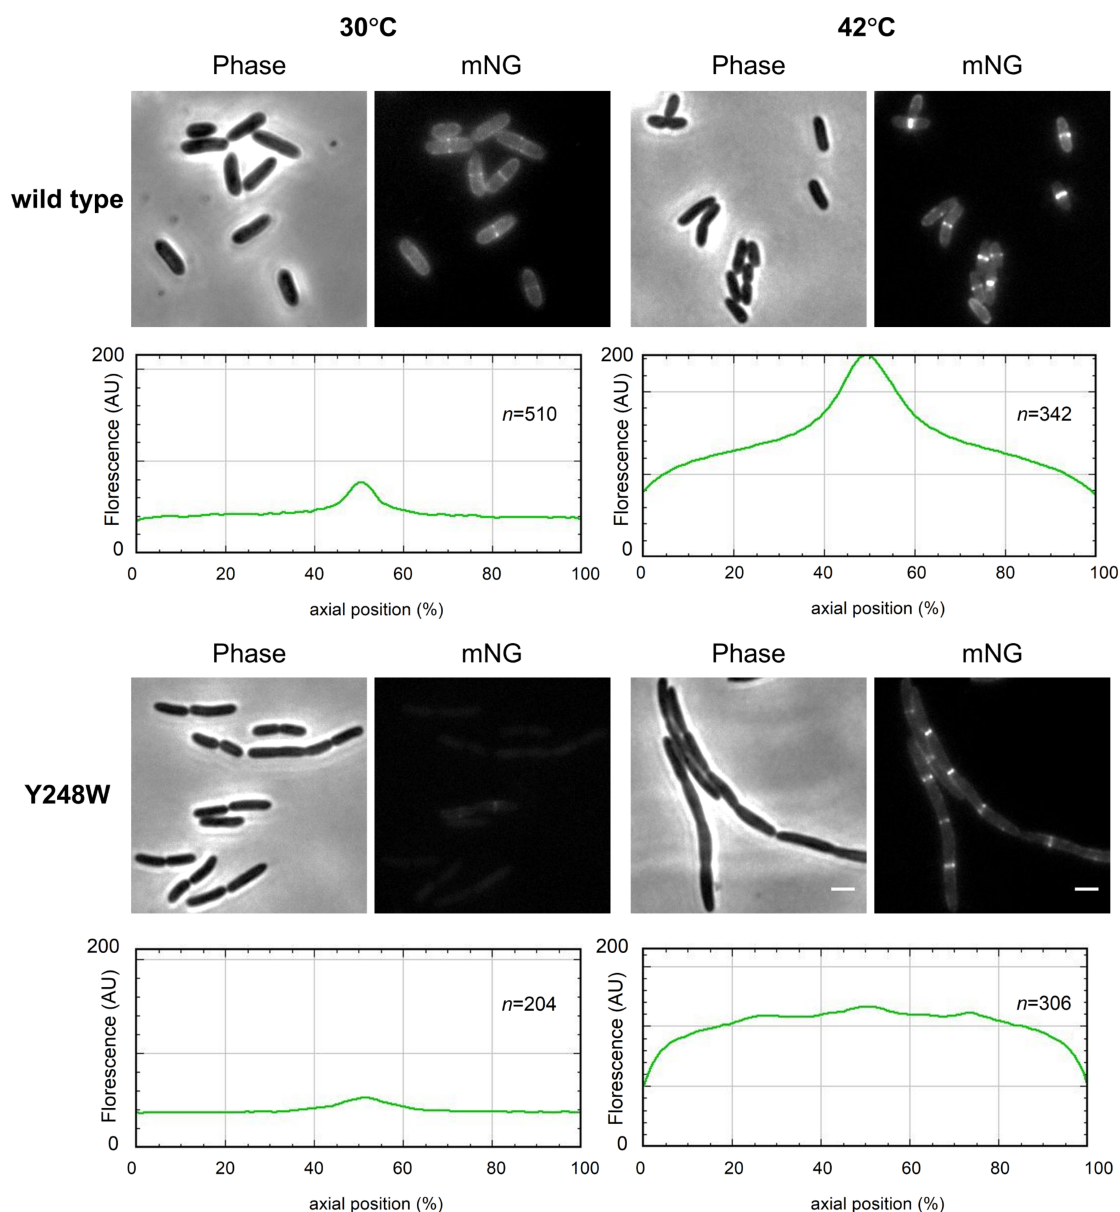 30°C 42°C
Phase mNG Phase mNG
wild type
200 200
Florescence (AU) Florescence (AU)
n=510 n=342
0 0
0 20 40 60 80 100 0 20 40 60 80 100
axial position (%) axial position (%)
Phase mNG Phase mNG
Y248W
200 200
Florescence (AU) Florescence (AU)
n=204 n=306
0 0
0 20 40 60 80 100 0 20 40 60 80 100
axial position (%) axial position (%)